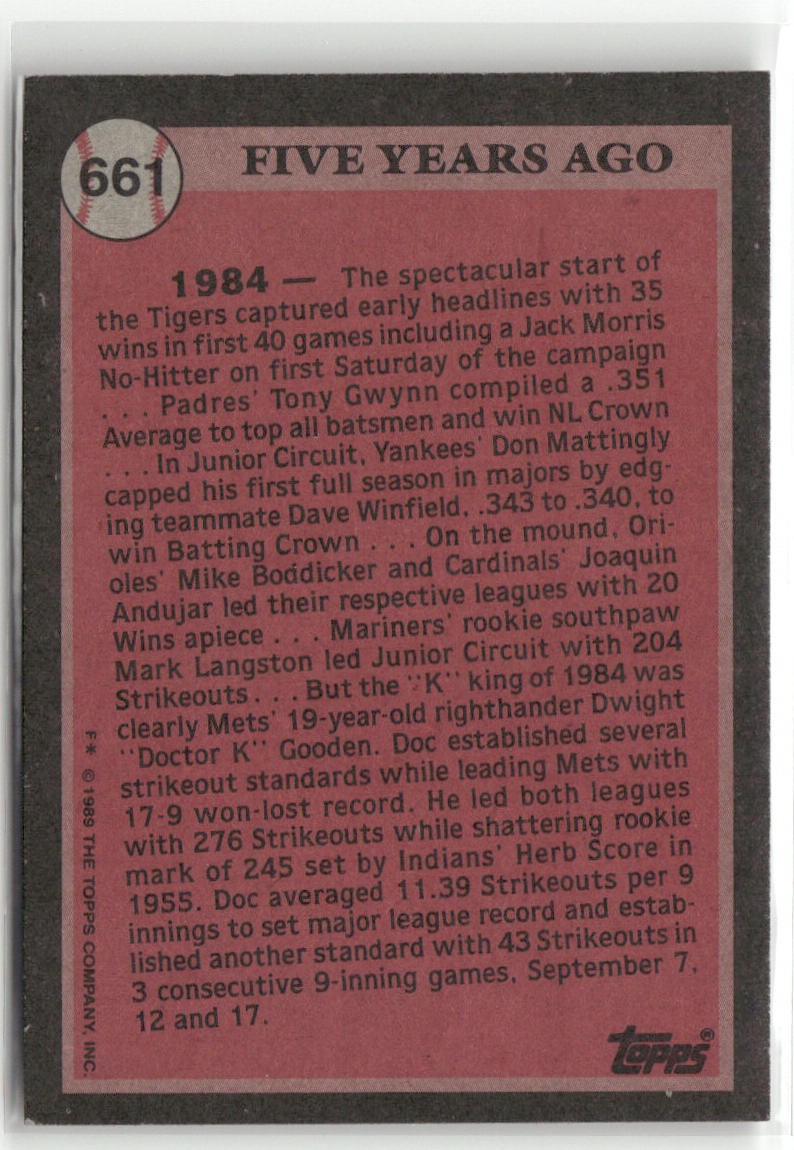 661
FIVE YEARS AGO
1984 — The spectacular start of
the Tigers captured early headlines with 35
wins in first 40 games including a Jack Morris
No-Hitter on first Saturday of the campaign
. . . Padres' Tony Gwynn compiled a .351
Average to top all batsmen and win NL Crown
. . . In Junior Circuit, Yankees' Don Mattingly
capped his first full season in majors by edg-
ing teammate Dave Winfield, .343 to .340, to
win Batting Crown . . . On the mound, Ori-
oles' Mike Boddicker and Cardinals' Joaquin
Andujar led their respective leagues with 20
Wins apiece . . . Mariners' rookie southpaw
Mark Langston led Junior Circuit with 204
Strikeouts . . . But the "K" king of 1984 was
clearly Mets' 19-year-old righthander Dwight
"Doctor K" Gooden. Doc established several
strikeout standards while leading Mets with
17-9 won-lost record. He led both leagues
with 276 Strikeouts while shattering rookie
mark of 245 set by Indians' Herb Score in
1955. Doc averaged 11.39 Strikeouts per 9
innings to set major league record and estab-
lished another standard with 43 Strikeouts in
3 consecutive 9-inning games, September 7,
12 and 17.
F* © 1989 THE TOPPS COMPANY, INC.
topps®